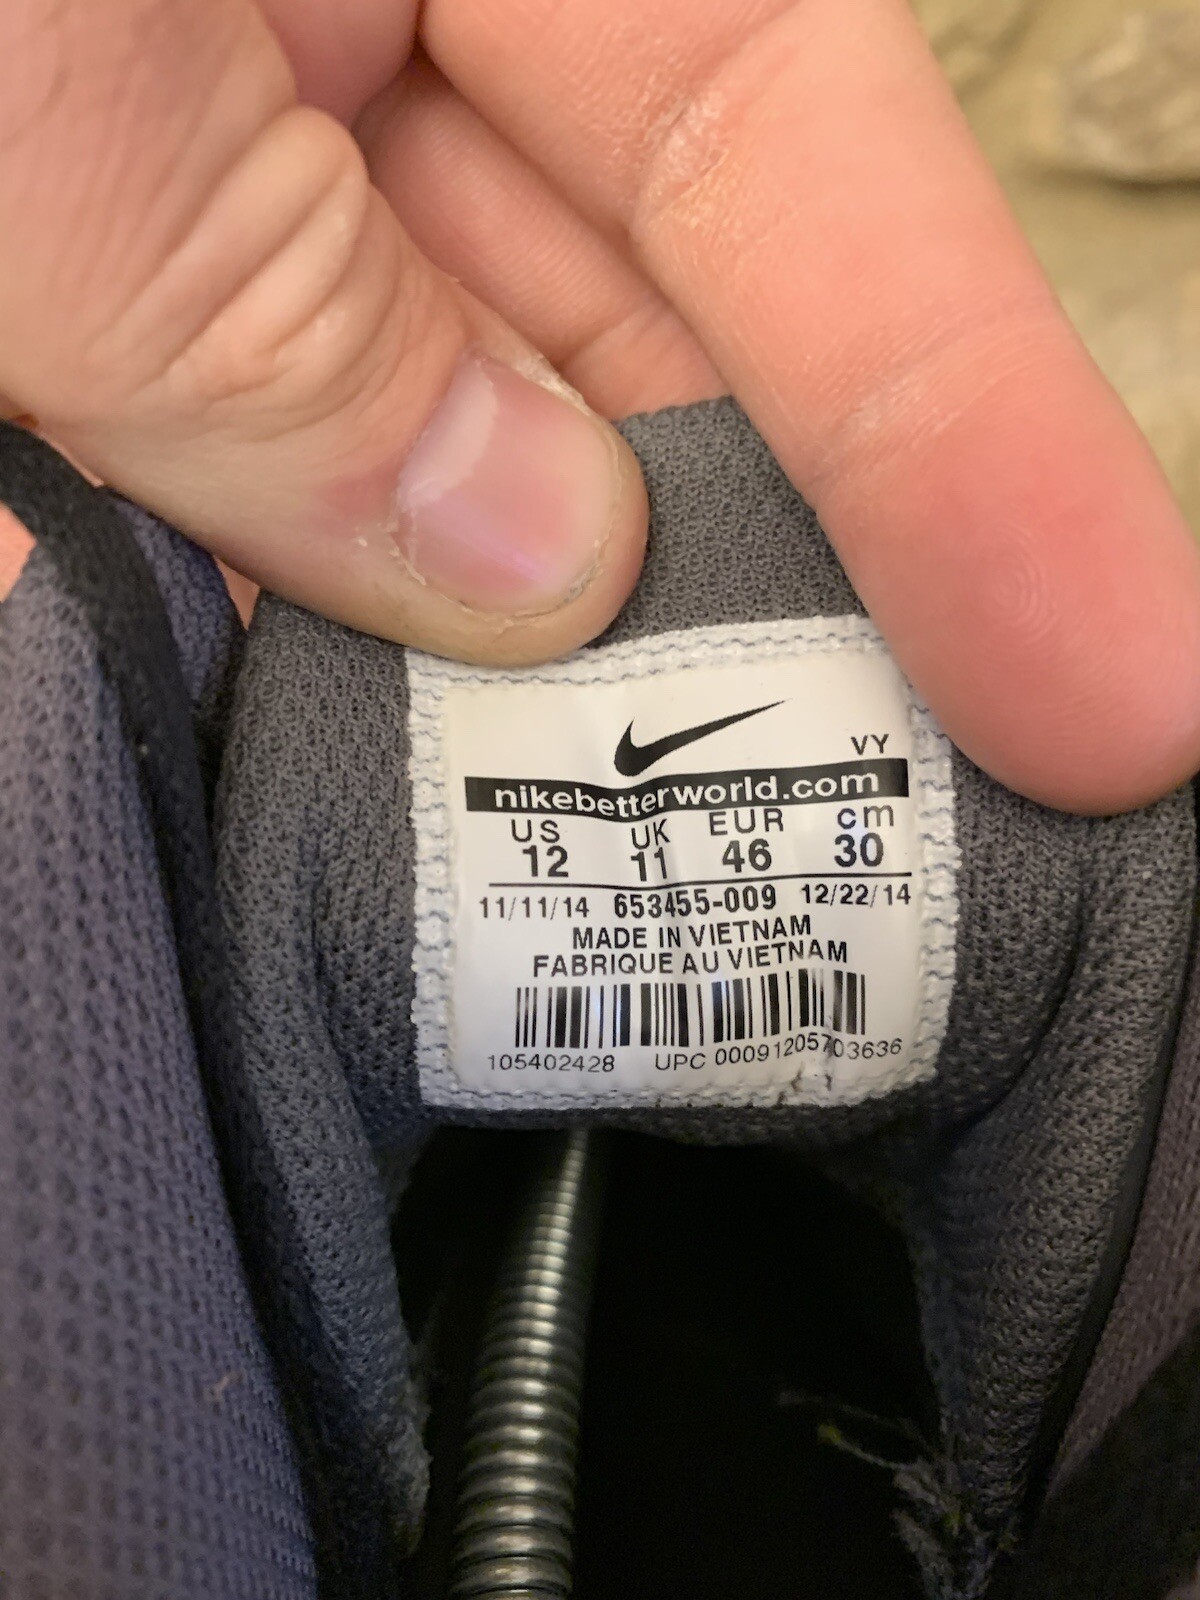 VY
nikebetterworld.com
US UK EUR cm
12 11 46 30
11/11/14 653455-009 12/22/14
MADE IN VIETNAM
FABRIQUE AU VIETNAM
105402428 UPC 00091205703636